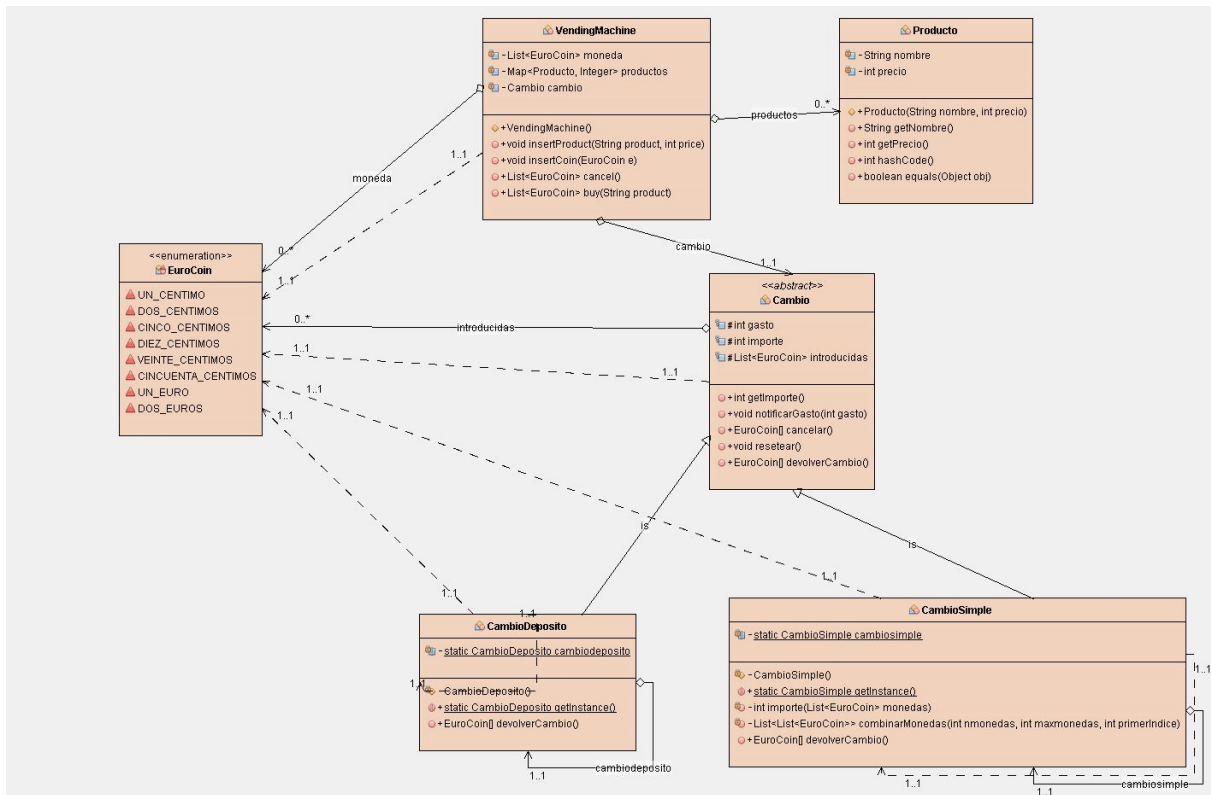 VendingMachine
- List<EuroCoin> moneda
- Map<Producto, Integer> productos
- Cambio cambio
+ VendingMachine()
+ void insertProduct(String product, int price)
+ void insertCoin(EuroCoin e)
+ List<EuroCoin> cancel()
+ List<EuroCoin> buy(String product)
Producto
- String nombre
- int precio
+ Producto(String nombre, int precio)
+ String getNombre()
+ int getPrecio()
+ int hashCode()
+ boolean equals(Object obj)
productos
0..*
1..1
moneda
0..*
1..1
cambio
1..1
<<enumeration>>
EuroCoin
UN_CENTIMO
DOS_CENTIMOS
CINCO_CENTIMOS
DIEZ_CENTIMOS
VEINTE_CENTIMOS
CINCUENTA_CENTIMOS
UN_EURO
DOS_EUROS
<<abstract>>
Cambio
# int gasto
# int importe
# List<EuroCoin> introducidas
+ int getImporte()
+ void notificarGasto(int gasto)
+ EuroCoin[] cancelar()
+ void resetear()
+ EuroCoin[] devolverCambio()
0..*
introducidas
1..1
1..1
1..1
1..1
is
is
1..1
1..1
1..1
CambioDeposito
- static CambioDeposito cambiodeposito
- CambioDeposito()
+ static CambioDeposito getInstance()
+ EuroCoin[] devolverCambio()
1..1
1..1
cambiodeposito
CambioSimple
- static CambioSimple cambiosimple
- CambioSimple()
+ static CambioSimple getInstance()
- int importe(List<EuroCoin> monedas)
- List<List<EuroCoin>> combinarMonedas(int nmonedas, int maxmonedas, int primerIndice)
+ EuroCoin[] devolverCambio()
1..1
1..1
1..1
cambiosimple